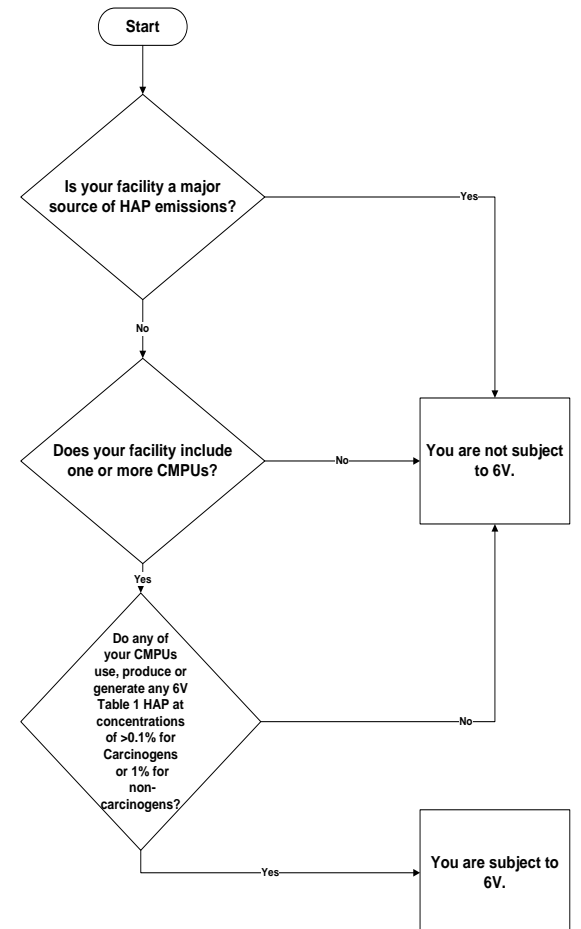 Start
Is your facility a major
source of HAP emissions?
Yes
No
Does your facility include
one or more CMPUs?
No
You are not subject
to 6V.
Yes
Do any of
your CMPUs
use, produce or
generate any 6V
Table 1 HAP at
concentrations
of >0.1% for
Carcinogens
or 1% for
non-
carcinogens?
No
Yes
You are subject to
6V.